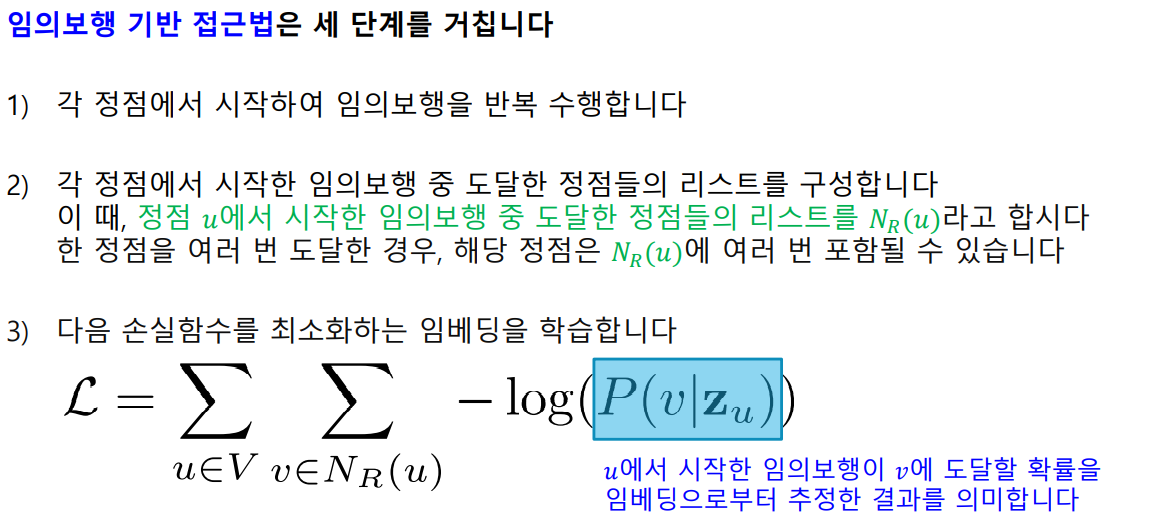 임의보행 기반 접근법은 세 단계를 거칩니다
1) 각 정점에서 시작하여 임의보행을 반복 수행합니다
2) 각 정점에서 시작한 임의보행 중 도달한 정점들의 리스트를 구성합니다
이 때, 정점 𝑢에서 시작한 임의보행 중 도달한 정점들의 리스트를 𝑁_𝑅(𝑢)라고 합시다
한 정점을 여러 번 도달한 경우, 해당 정점은 𝑁_𝑅(𝑢)에 여러 번 포함될 수 있습니다
3) 다음 손실함수를 최소화하는 임베딩을 학습합니다
ℒ = ∑_{u∈V} ∑_{v∈N_R(u)} − log(P(v|𝐳_u))
𝑢에서 시작한 임의보행이 𝑣에 도달할 확률을
임베딩으로부터 추정한 결과를 의미합니다